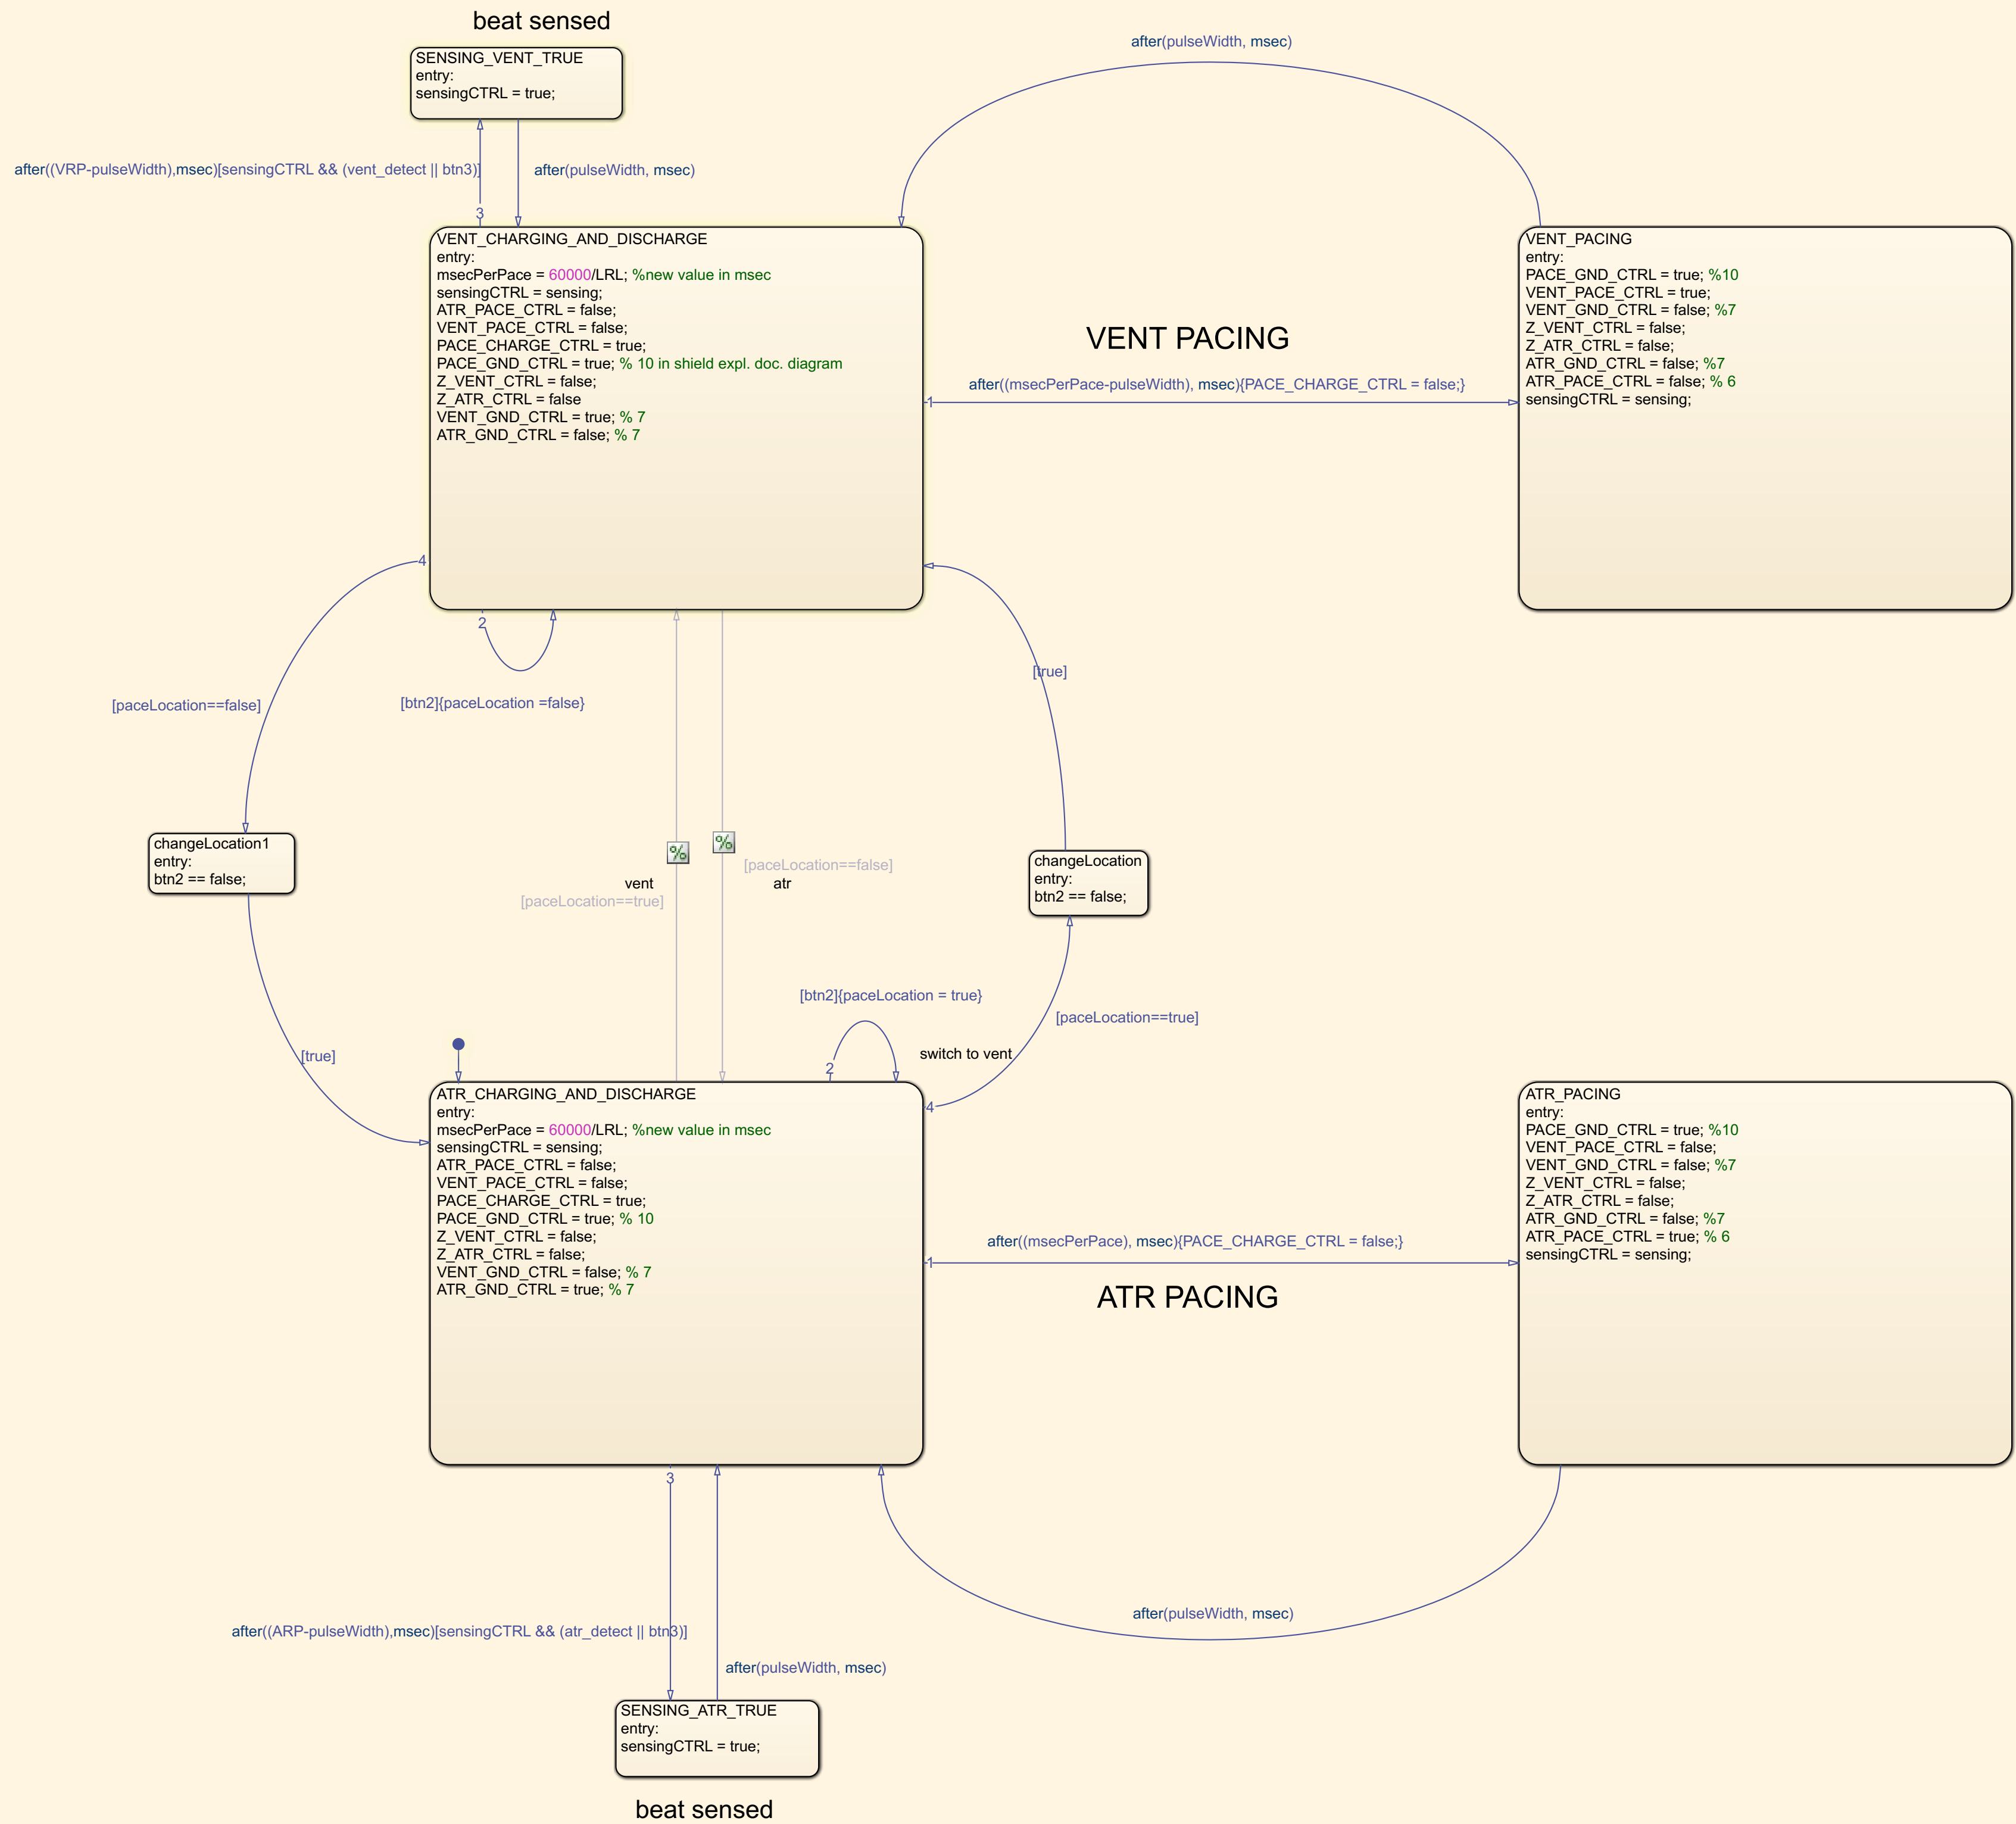 beat sensed
SENSING_VENT_TRUE
entry:
sensingCTRL = true;
after(pulseWidth, msec)
after((VRP-pulseWidth),msec)[sensingCTRL && (vent_detect || btn3)]
after(pulseWidth, msec)
3
VENT_CHARGING_AND_DISCHARGE
entry:
msecPerPace = 60000/LRL; %new value in msec
sensingCTRL = sensing;
ATR_PACE_CTRL = false;
VENT_PACE_CTRL = false;
PACE_CHARGE_CTRL = true;
PACE_GND_CTRL = true; % 10 in shield expl. doc. diagram
Z_VENT_CTRL = false;
Z_ATR_CTRL = false
VENT_GND_CTRL = true; % 7
ATR_GND_CTRL = false; % 7
VENT PACING
after((msecPerPace-pulseWidth), msec){PACE_CHARGE_CTRL = false;}
1
VENT_PACING
entry:
PACE_GND_CTRL = true; %10
VENT_PACE_CTRL = true;
VENT_GND_CTRL = false; %7
Z_VENT_CTRL = false;
Z_ATR_CTRL = false;
ATR_GND_CTRL = false; %7
ATR_PACE_CTRL = false; % 6
sensingCTRL = sensing;
4
2
[true]
[paceLocation==false]
[btn2]{paceLocation =false}
changeLocation1
entry:
btn2 == false;
%
%
[paceLocation==false]
vent
atr
[paceLocation==true]
changeLocation
entry:
btn2 == false;
[btn2]{paceLocation = true}
[paceLocation==true]
switch to vent
[true]
2
4
ATR_CHARGING_AND_DISCHARGE
entry:
msecPerPace = 60000/LRL; %new value in msec
sensingCTRL = sensing;
ATR_PACE_CTRL = false;
VENT_PACE_CTRL = false;
PACE_CHARGE_CTRL = true;
PACE_GND_CTRL = true; % 10
Z_VENT_CTRL = false;
Z_ATR_CTRL = false;
VENT_GND_CTRL = false; % 7
ATR_GND_CTRL = true; % 7
after((msecPerPace), msec){PACE_CHARGE_CTRL = false;}
1
ATR PACING
ATR_PACING
entry:
PACE_GND_CTRL = true; %10
VENT_PACE_CTRL = false;
VENT_GND_CTRL = false; %7
Z_VENT_CTRL = false;
Z_ATR_CTRL = false;
ATR_GND_CTRL = false; %7
ATR_PACE_CTRL = true; % 6
sensingCTRL = sensing;
3
after(pulseWidth, msec)
after((ARP-pulseWidth),msec)[sensingCTRL && (atr_detect || btn3)]
after(pulseWidth, msec)
SENSING_ATR_TRUE
entry:
sensingCTRL = true;
beat sensed